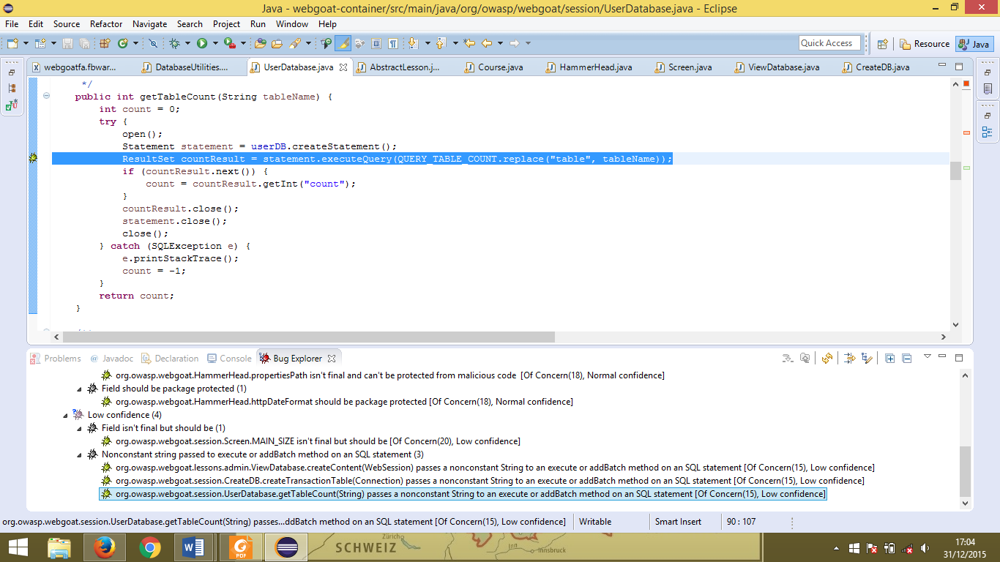 Java - webgoat-container/src/main/java/org/owasp/webgoat/session/UserDatabase.java - Eclipse
File Edit Source Refactor Navigate Search Project Run Window Help
Quick Access Resource Java
webgoatfa.fbwar... DatabaseUtilities.... UserDatabase.java AbstractLesson.j... Course.java HammerHead.java Screen.java ViewDatabase.java CreateDB.java
*/
public int getTableCount(String tableName) {
int count = 0;
try {
open();
Statement statement = userDB.createStatement();
ResultSet countResult = statement.executeQuery(QUERY_TABLE_COUNT.replace("table", tableName));
if (countResult.next()) {
count = countResult.getInt("count");
}
countResult.close();
statement.close();
close();
} catch (SQLException e) {
e.printStackTrace();
count = -1;
}
return count;
}
Problems @ Javadoc Declaration Console Bug Explorer
org.owasp.webgoat.HammerHead.propertiesPath isn't final and can't be protected from malicious code [Of Concern(18), Normal confidence]
Field should be package protected (1)
org.owasp.webgoat.HammerHead.httpDateFormat should be package protected [Of Concern(18), Normal confidence]
Low confidence (4)
Field isn't final but should be (1)
org.owasp.webgoat.session.Screen.MAIN_SIZE isn't final but should be [Of Concern(20), Low confidence]
Nonconstant string passed to execute or addBatch method on an SQL statement (3)
org.owasp.webgoat.lessons.admin.ViewDatabase.createContent(WebSession) passes a nonconstant String to an execute or addBatch method on an SQL statement [Of Concern(15), Low confidence]
org.owasp.webgoat.session.CreateDB.createTransactionTable(Connection) passes a nonconstant String to an execute or addBatch method on an SQL statement [Of Concern(15), Low confidence]
org.owasp.webgoat.session.UserDatabase.getTableCount(String) passes a nonconstant String to an execute or addBatch method on an SQL statement [Of Concern(15), Low confidence]
org.owasp.webgoat.session.UserDatabase.getTableCount(String) passes...ddBatch method on an SQL statement [Of Concern(15), Low confidence] Writable Smart Insert 90 : 107
Zürich
SCHWEIZ
Inn
Innsbruck
PDF
17:04
31/12/2015